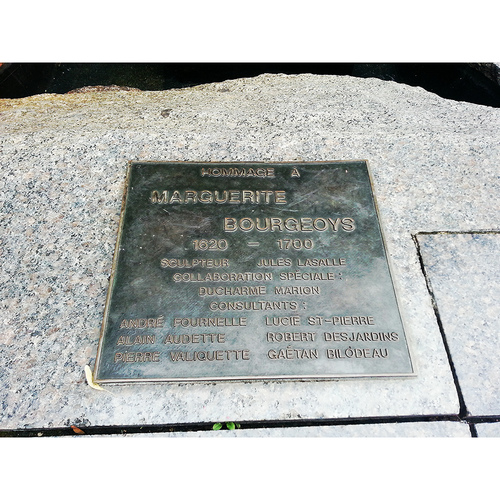 HOMMAGE À
MARGUERITE
BOURGEOYS
1620 – 1700
SCULPTEUR JULES LASALLE
COLLABORATION SPÉCIALE :
DUCHARME MARION
CONSULTANTS :
ANDRÉ FOURNELLE LUCIE ST-PIERRE
ALAIN AUDETTE ROBERT DESJARDINS
PIERRE VALIQUETTE GAÉTAN BILODEAU